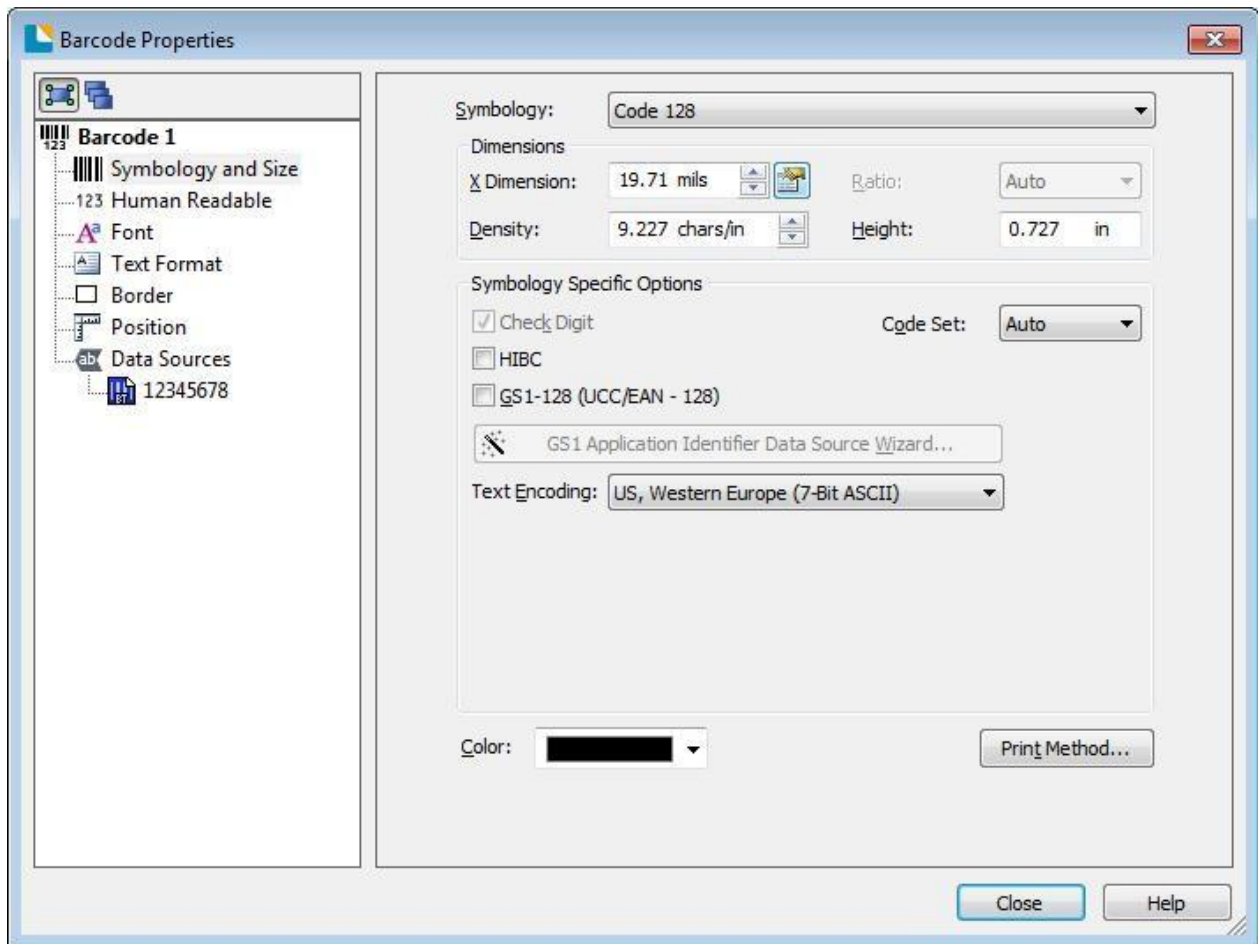 Barcode Properties
Barcode 1
Symbology and Size
123 Human Readable
Font
Text Format
Border
Position
Data Sources
12345678
Symbology: Code 128
Dimensions
X Dimension: 19.71 mils Ratio: Auto
Density: 9.227 chars/in Height: 0.727 in
Symbology Specific Options
Check Digit Code Set: Auto
HIBC
GS1-128 (UCC/EAN - 128)
GS1 Application Identifier Data Source Wizard...
Text Encoding: US, Western Europe (7-Bit ASCII)
Color:
Print Method...
Close Help